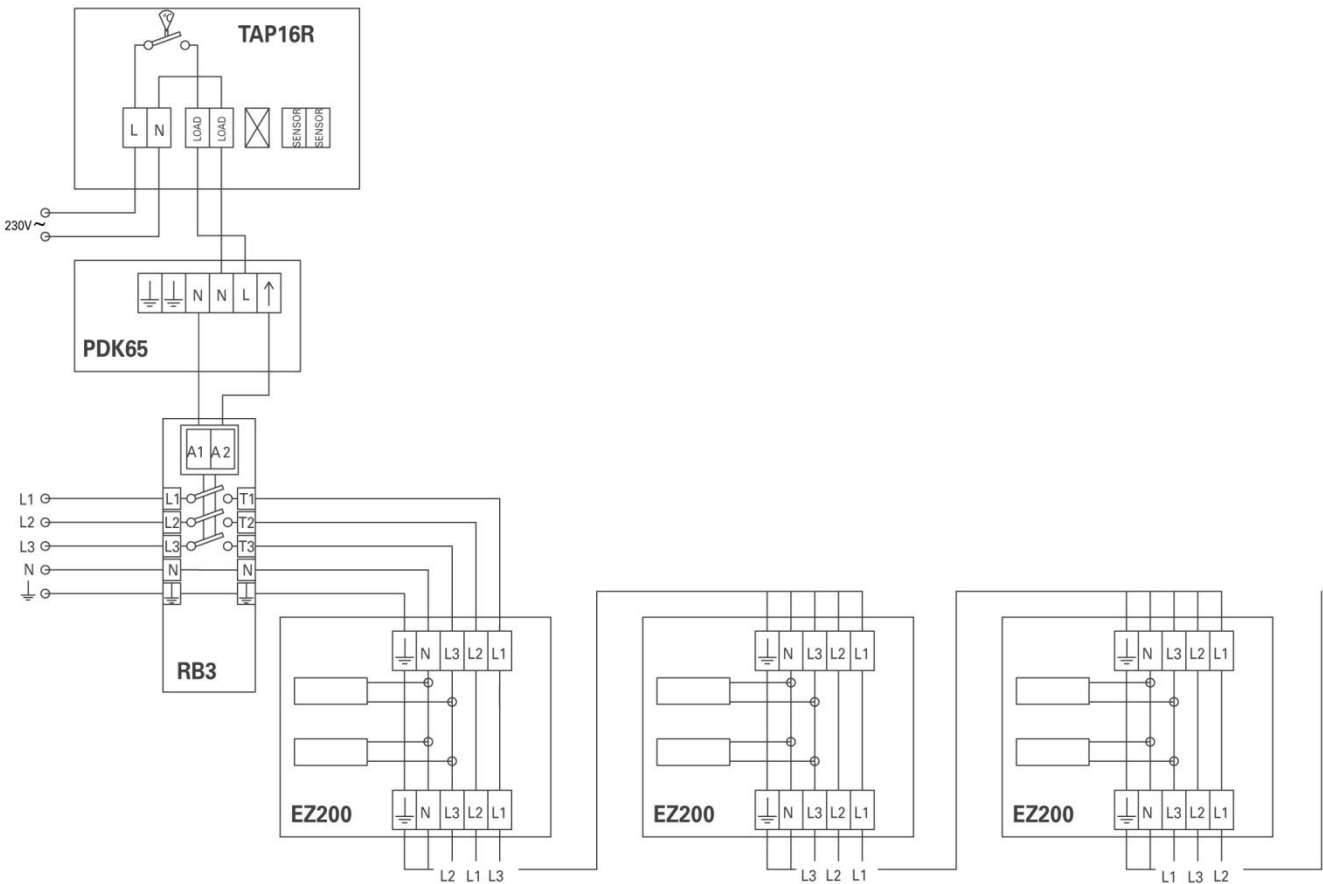 °C
TAP16R
L N LOAD LOAD SENSOR SENSOR
230V~
N N L ↑
PDK65
A1 A2
L1 L1 T1
L2 L2 T2
L3 L3 T3
N N N
RB3
N L3 L2 L1
N L3 L2 L1
N L3 L2 L1
EZ200 N L3 L2 L1
EZ200 N L3 L2 L1
EZ200 N L3 L2 L1
L2 L1 L3
L3 L2 L1
L1 L3 L2